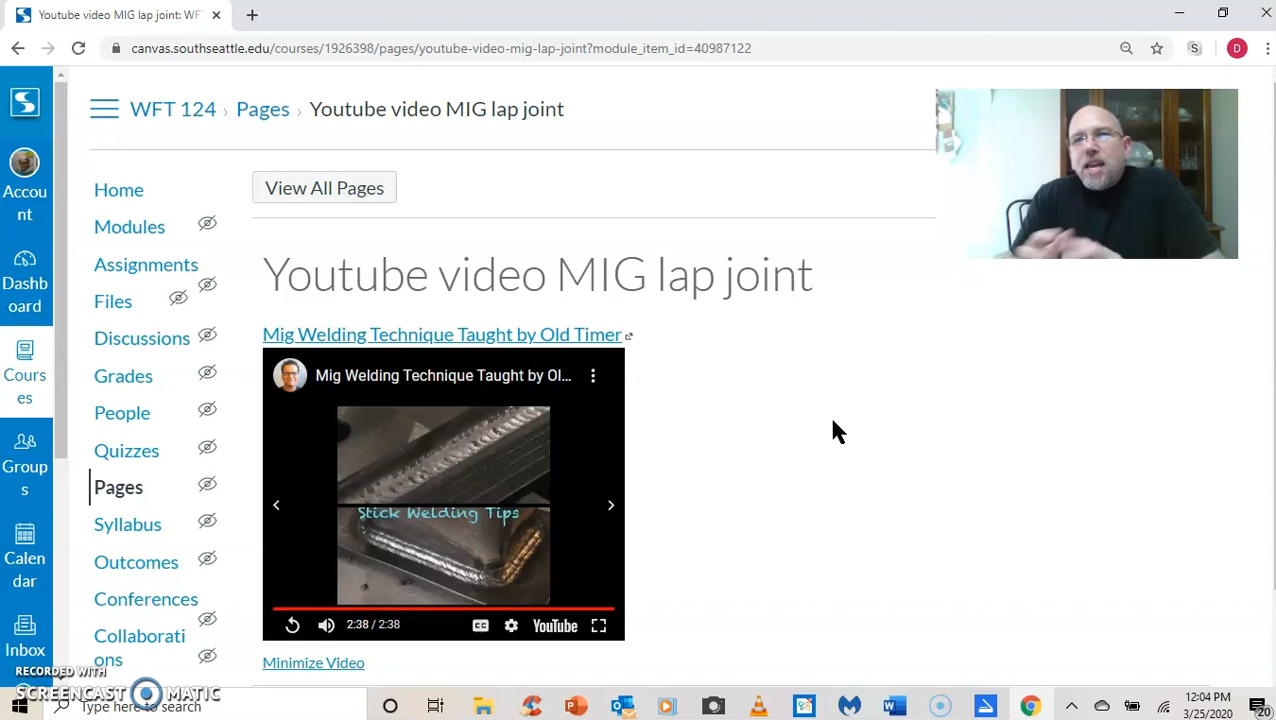 Youtube video MIG lap joint: WF
canvas.southseattle.edu/courses/1926398/pages/youtube-video-mig-lap-joint?module_item_id=40987122
S
D
WFT 124 › Pages › Youtube video MIG lap joint
View All Pages
Accou
nt
Dashb
oard
Cours
es
Group
s
Calen
dar
Inbox
Home
Modules
Assignments
Files
Discussions
Grades
People
Quizzes
Pages
Syllabus
Outcomes
Conferences
Collaborati
ons
Youtube video MIG lap joint
Mig Welding Technique Taught by Old Timer
Mig Welding Technique Taught by Ol...
Stick Welding Tips
2:38 / 2:38
CC
YouTube
Minimize Video
RECORDED WITH
SCREENCAST MATIC
Type here to search
12:04 PM
3/25/2020
20